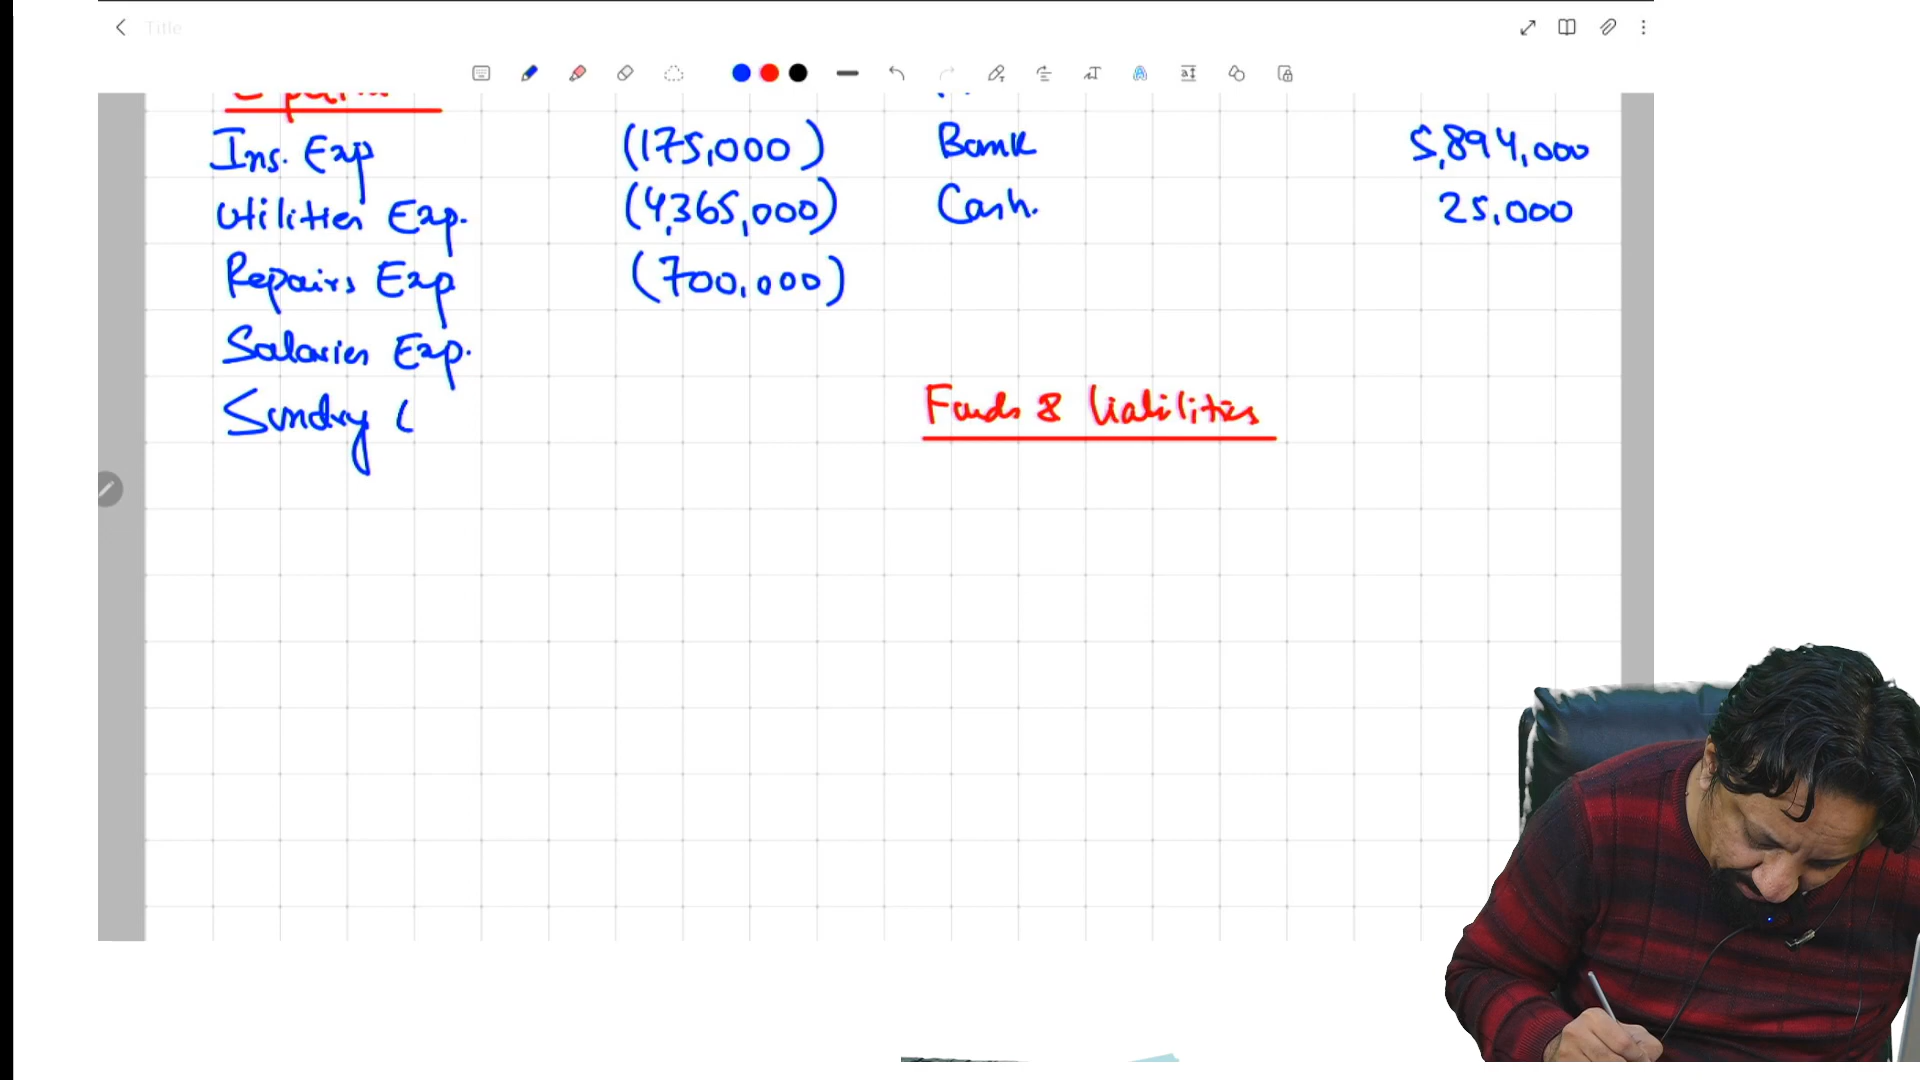 Title
Ins. Exp (175,000)
Utilities Exp. (4,365,000)
Repairs Exp (700,000)
Salaries Exp.
Sundry (
Bank 5,894,000
Cash. 25,000
Funds & Liabilities